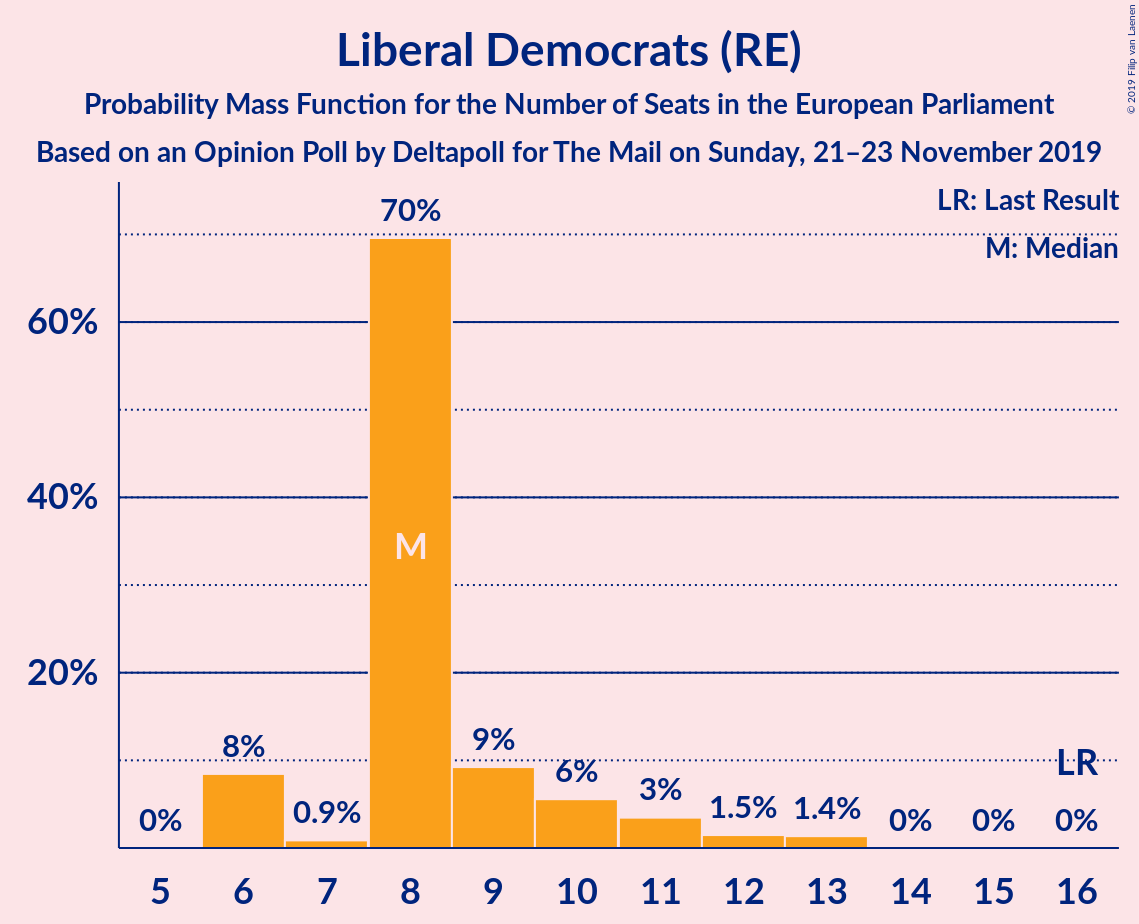 Liberal Democrats (RE)
Probability Mass Function for the Number of Seats in the European Parliament
Based on an Opinion Poll by Deltapoll for The Mail on Sunday, 21–23 November 2019
© 2019 Filip van Laenen
LR: Last Result
M: Median
70%
60%
40%
20%
M
0%
8%
0.9%
9%
6%
3%
1.5%
1.4%
0%
0%
LR
0%
5 6 7 8 9 10 11 12 13 14 15 16